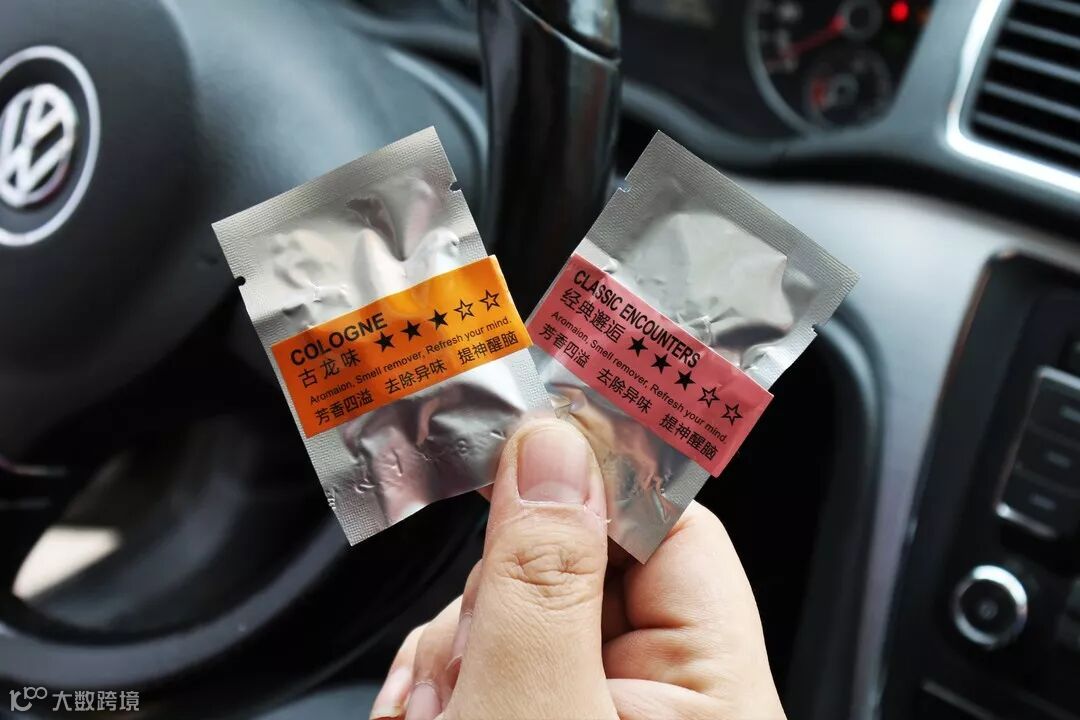 COLOGNE
古龙味 ★★★☆☆
Aromaion, Smell remover, Refresh your mind.
芳香四溢 去除异味 提神醒脑
CLASSIC ENCOUNTERS
经典邂逅 ★★★☆☆
Aromaion, Smell remover, Refresh your mind.
芳香四溢 去除异味 提神醒脑
大数跨境